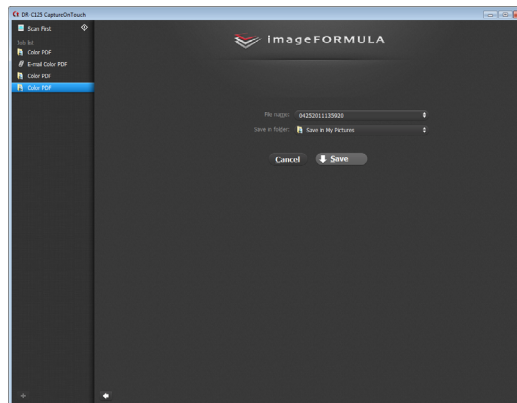 DR-C125 CaptureOnTouch
Scan First
Job list
Color PDF
E-mail Color PDF
Color PDF
Color PDF
imageFORMULA
File name: 04252011135920
Save in folder: Save in My Pictures
Cancel
Save